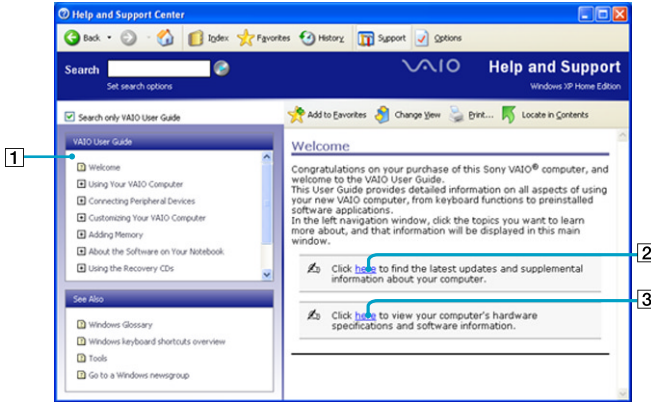 Help and Support Center
Back Index Favorites History Support Options
Search
Set search options
VAIO Help and Support
Windows XP Home Edition
Search only VAIO User Guide
Add to Favorites Change View Print... Locate in Contents
1
VAIO User Guide
Welcome
Using Your VAIO Computer
Connecting Peripheral Devices
Customizing Your VAIO Computer
Adding Memory
About the Software on Your Notebook
Using the Recovery CDs
See Also
Windows Glossary
Windows keyboard shortcuts overview
Tools
Go to a Windows newsgroup
Welcome
Congratulations on your purchase of this Sony VAIO® computer, and
welcome to the VAIO User Guide.
This User Guide provides detailed information on all aspects of using
your new VAIO computer, from keyboard functions to preinstalled
software applications.
In the left navigation window, click the topics you want to learn
more about, and that information will be displayed in this main
window.
2
Click here to find the latest updates and supplemental
information about your computer.
3
Click here to view your computer's hardware
specifications and software information.